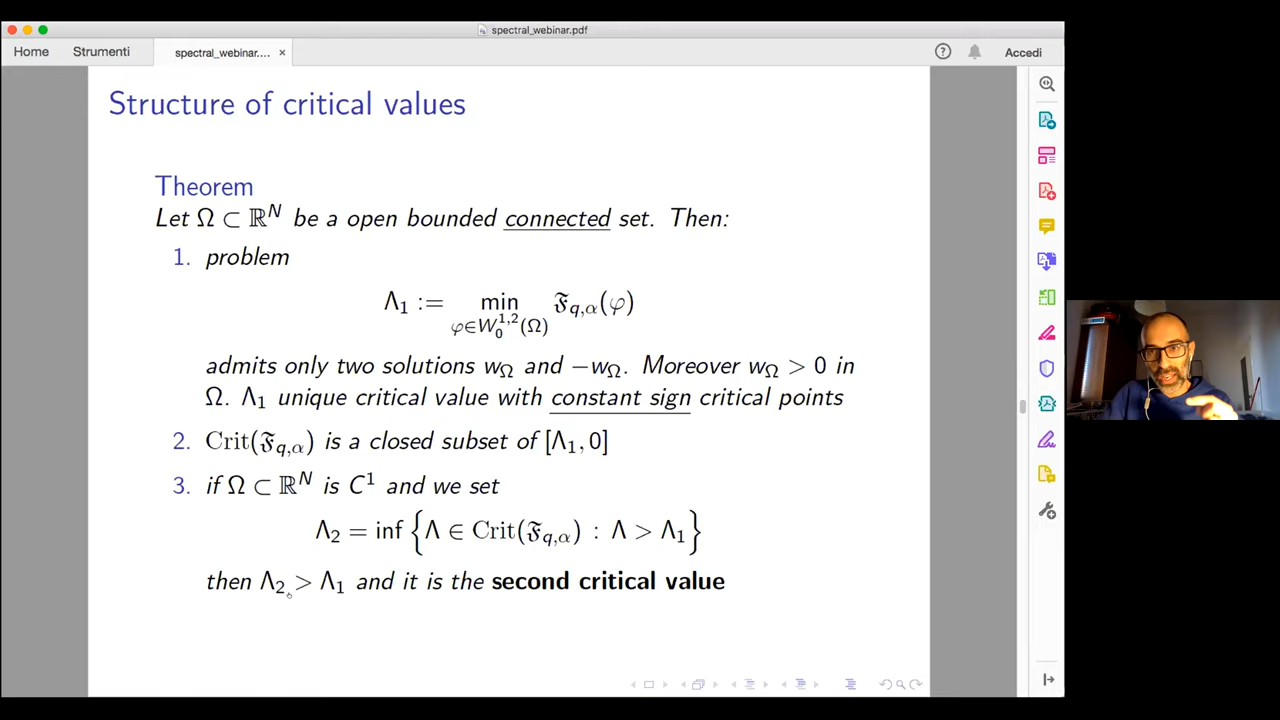 spectral_webinar.pdf
Home Strumenti spectral_webinar.... × Accedi
Structure of critical values
Theorem
Let Ω ⊂ ℝ^N be a open bounded connected set. Then:
1. problem
Λ₁ := min_{φ∈W_0^{1,2}(Ω)} 𝔉_{q,α}(φ)
admits only two solutions w_Ω and −w_Ω. Moreover w_Ω > 0 in
Ω. Λ₁ unique critical value with constant sign critical points
2. Crit(𝔉_{q,α}) is a closed subset of [Λ₁, 0]
3. if Ω ⊂ ℝ^N is C¹ and we set
Λ₂ = inf { Λ ∈ Crit(𝔉_{q,α}) : Λ > Λ₁ }
then Λ₂ > Λ₁ and it is the second critical value